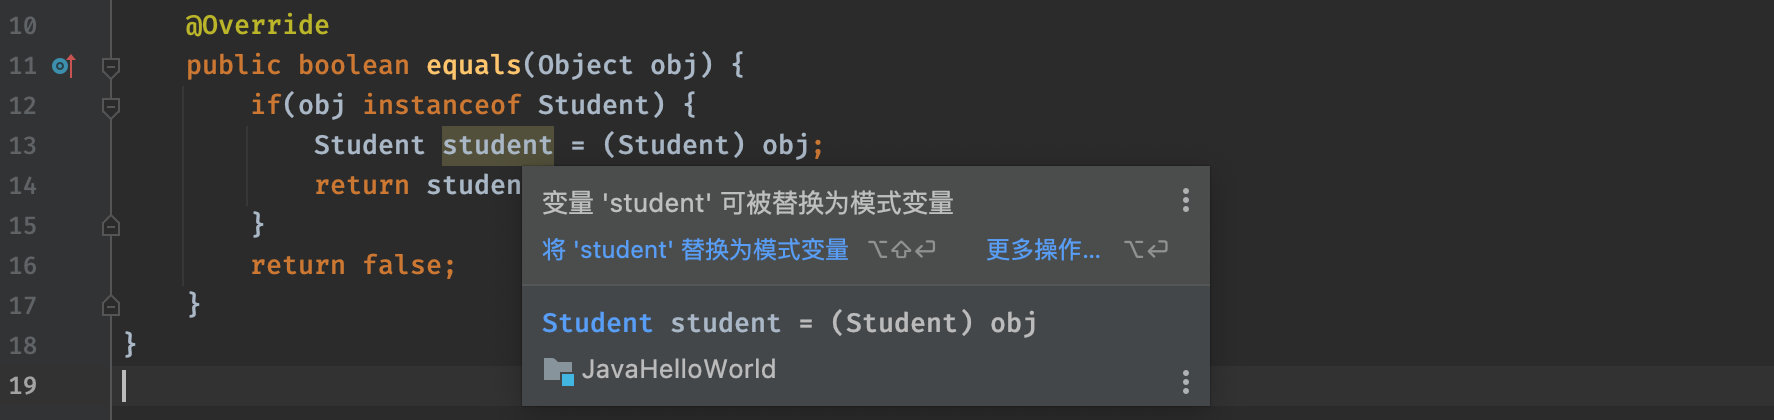 10 @Override
11 public boolean equals(Object obj) {
12 if(obj instanceof Student) {
13 Student student = (Student) obj;
14 return
15 }
16 return false;
17 }
18 }
19
变量 'student' 可被替换为模式变量
将 'student' 替换为模式变量 ⌥⇧⏎ 更多操作... ⌥⏎
Student student = (Student) obj
JavaHelloWorld